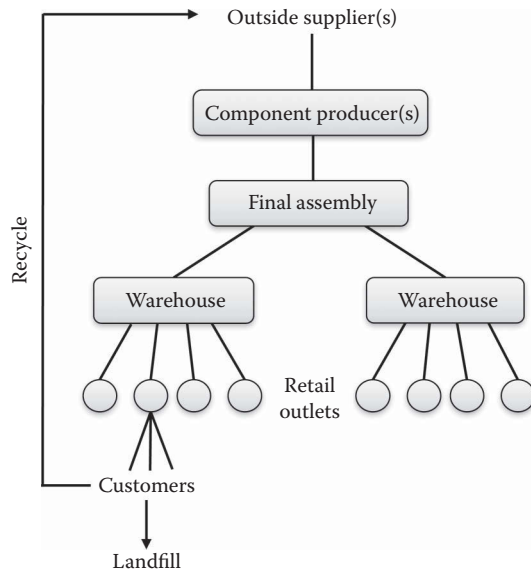 Outside supplier(s)
Component producer(s)
Final assembly
Recycle
Warehouse
Warehouse
Retail
outlets
Customers
Landfill